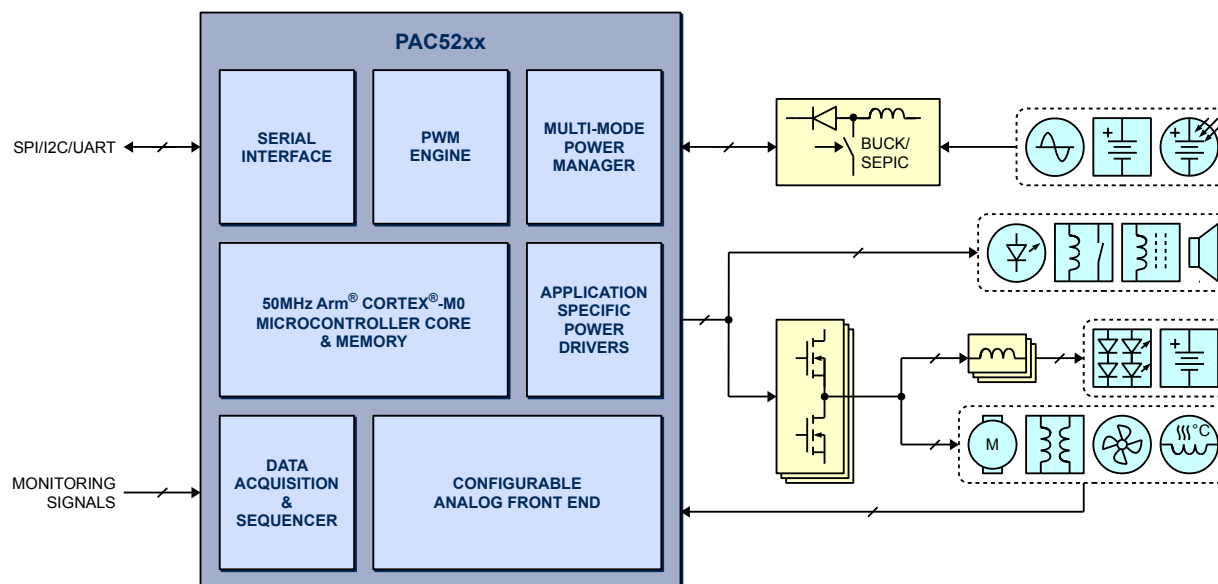 PAC52xx
SERIAL
INTERFACE
PWM
ENGINE
MULTI-MODE
POWER
MANAGER
SPI/I2C/UART
BUCK/
SEPIC
+
+
50MHz Arm® CORTEX®-M0
MICROCONTROLLER CORE
& MEMORY
APPLICATION
SPECIFIC
POWER
DRIVERS
+
M
°C
DATA
ACQUISITION
&
SEQUENCER
CONFIGURABLE
ANALOG FRONT END
MONITORING
SIGNALS